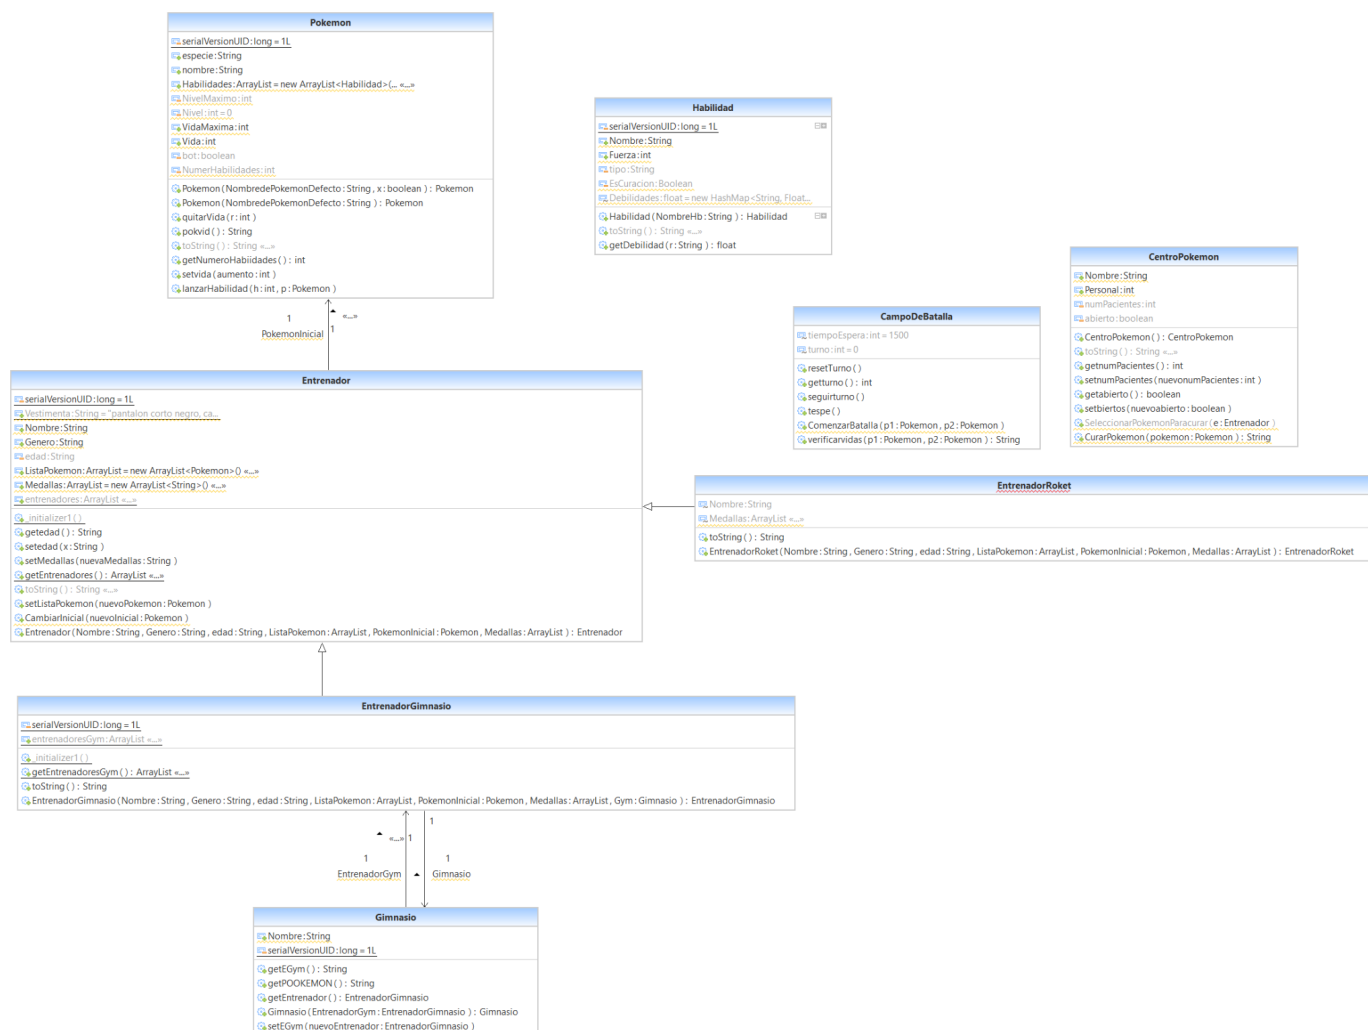 Pokemon
serialVersionUID:long = 1L
especie:String
nombre:String
Habilidades:ArrayList = new ArrayList<Habilidad>(,.. «...»
NivelMaximo:int
Nivel:int = 0
VidaMaxima:int
Vida:int
bot:boolean
NumerHabilidades:int
Pokemon(NombredePokemonDefecto:String, x:boolean): Pokemon
Pokemon(NombredePokemonDefecto:String): Pokemon
quitarVida(r:int)
pokvid(): String
toString(): String «...»
getNumeroHabiidades(): int
setvida(aumento:int)
lanzarHabilidad(h:int, p:Pokemon)
Habilidad
serialVersionUID:long = 1L
Nombre:String
Fuerza:int
tipo:String
EsCuracion:Boolean
Debilidades:float = new HashMap<String, Float...
Habilidad(NombreHb:String): Habilidad
toString(): String «...»
getDebilidad(r:String): float
CentroPokemon
Nombre:String
Personal:int
numPacientes:int
abierto:boolean
CentroPokemon(): CentroPokemon
toString(): String «...»
getnumPacientes(): int
setnumPacientes(nuevonumPacientes:int)
getabierto(): boolean
setbiertos(nuevoabierto:boolean)
SeleccionarPokemonParacurar(e:Entrenador)
CurarPokemon(pokemon:Pokemon): String
CampoDeBatalla
tiempoEspera:int = 1500
turno:int = 0
resetTurno()
getturno(): int
seguirturno()
tespe()
ComenzarBatalla(p1:Pokemon, p2:Pokemon)
verificarvidas(p1:Pokemon, p2:Pokemon): String
1
«...»
1
PokemonInicial
Entrenador
serialVersionUID:long = 1L
Vestimenta:String = "pantalon corto negro, ca...
Nombre:String
Genero:String
edad:String
ListaPokemon:ArrayList = new ArrayList<Pokemon>() «...»
Medallas:ArrayList = new ArrayList<String>() «...»
entrenadores:ArrayList «...»
_initializer1()
getedad(): String
setedad(x:String)
setMedallas(nuevaMedallas:String)
getEntrenadores(): ArrayList «...»
toString(): String «...»
setListaPokemon(nuevoPokemon:Pokemon)
CambiarInicial(nuevoInicial:Pokemon)
Entrenador(Nombre:String, Genero:String, edad:String, ListaPokemon:ArrayList, PokemonInicial:Pokemon, Medallas:ArrayList): Entrenador
EntrenadorRoket
Nombre:String
Medallas:ArrayList «...»
toString(): String
EntrenadorRoket(Nombre:String, Genero:String, edad:String, ListaPokemon:ArrayList, PokemonInicial:Pokemon, Medallas:ArrayList): EntrenadorRoket
EntrenadorGimnasio
serialVersionUID:long = 1L
entrenadoresGym:ArrayList «...»
_initializer1()
getEntrenadoresGym(): ArrayList «...»
toString(): String
EntrenadorGimnasio(Nombre:String, Genero:String, edad:String, ListaPokemon:ArrayList, PokemonInicial:Pokemon, Medallas:ArrayList, Gym:Gimnasio): EntrenadorGimnasio
1
«...» 1
1 1
EntrenadorGym Gimnasio
Gimnasio
Nombre:String
serialVersionUID:long = 1L
getEGym(): String
getPOOKEMON(): String
getEntrenador(): EntrenadorGimnasio
Gimnasio(EntrenadorGym:EntrenadorGimnasio): Gimnasio
setEGym(nuevoEntrenador:EntrenadorGimnasio)